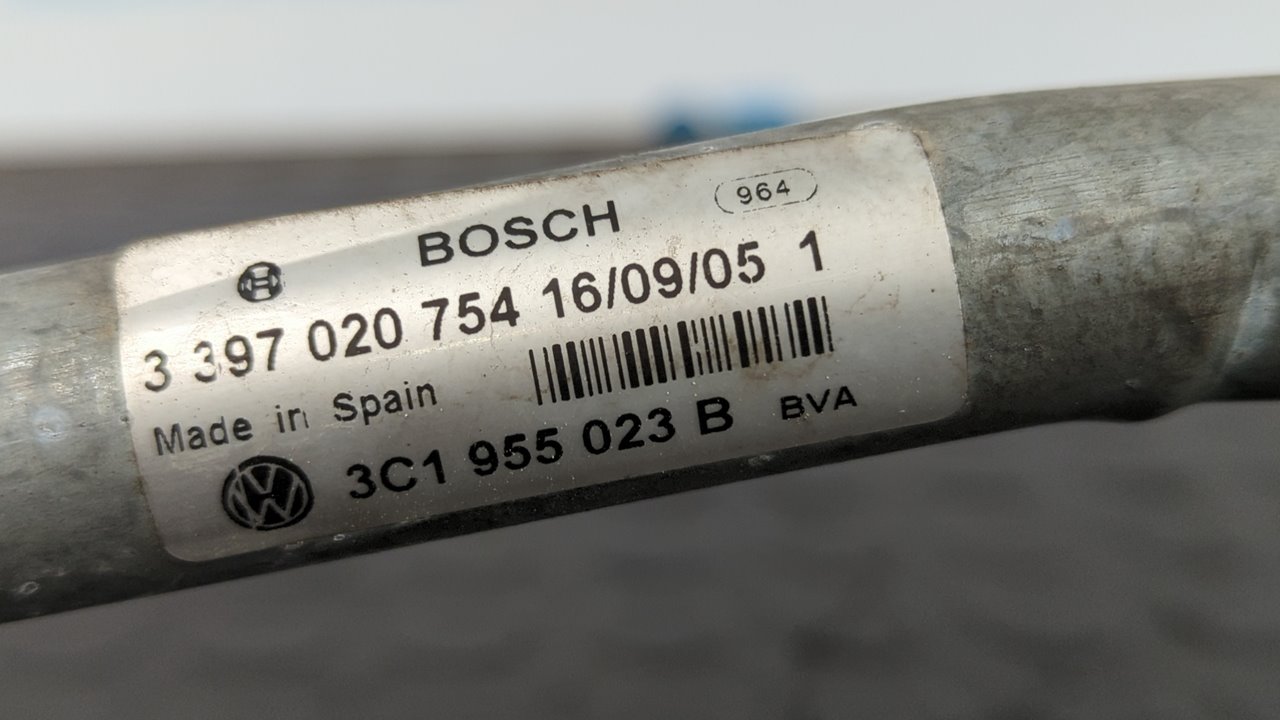 964
BOSCH
3 397 020 754 16/09/05 1
Made in Spain
3C1 955 023 B BVA